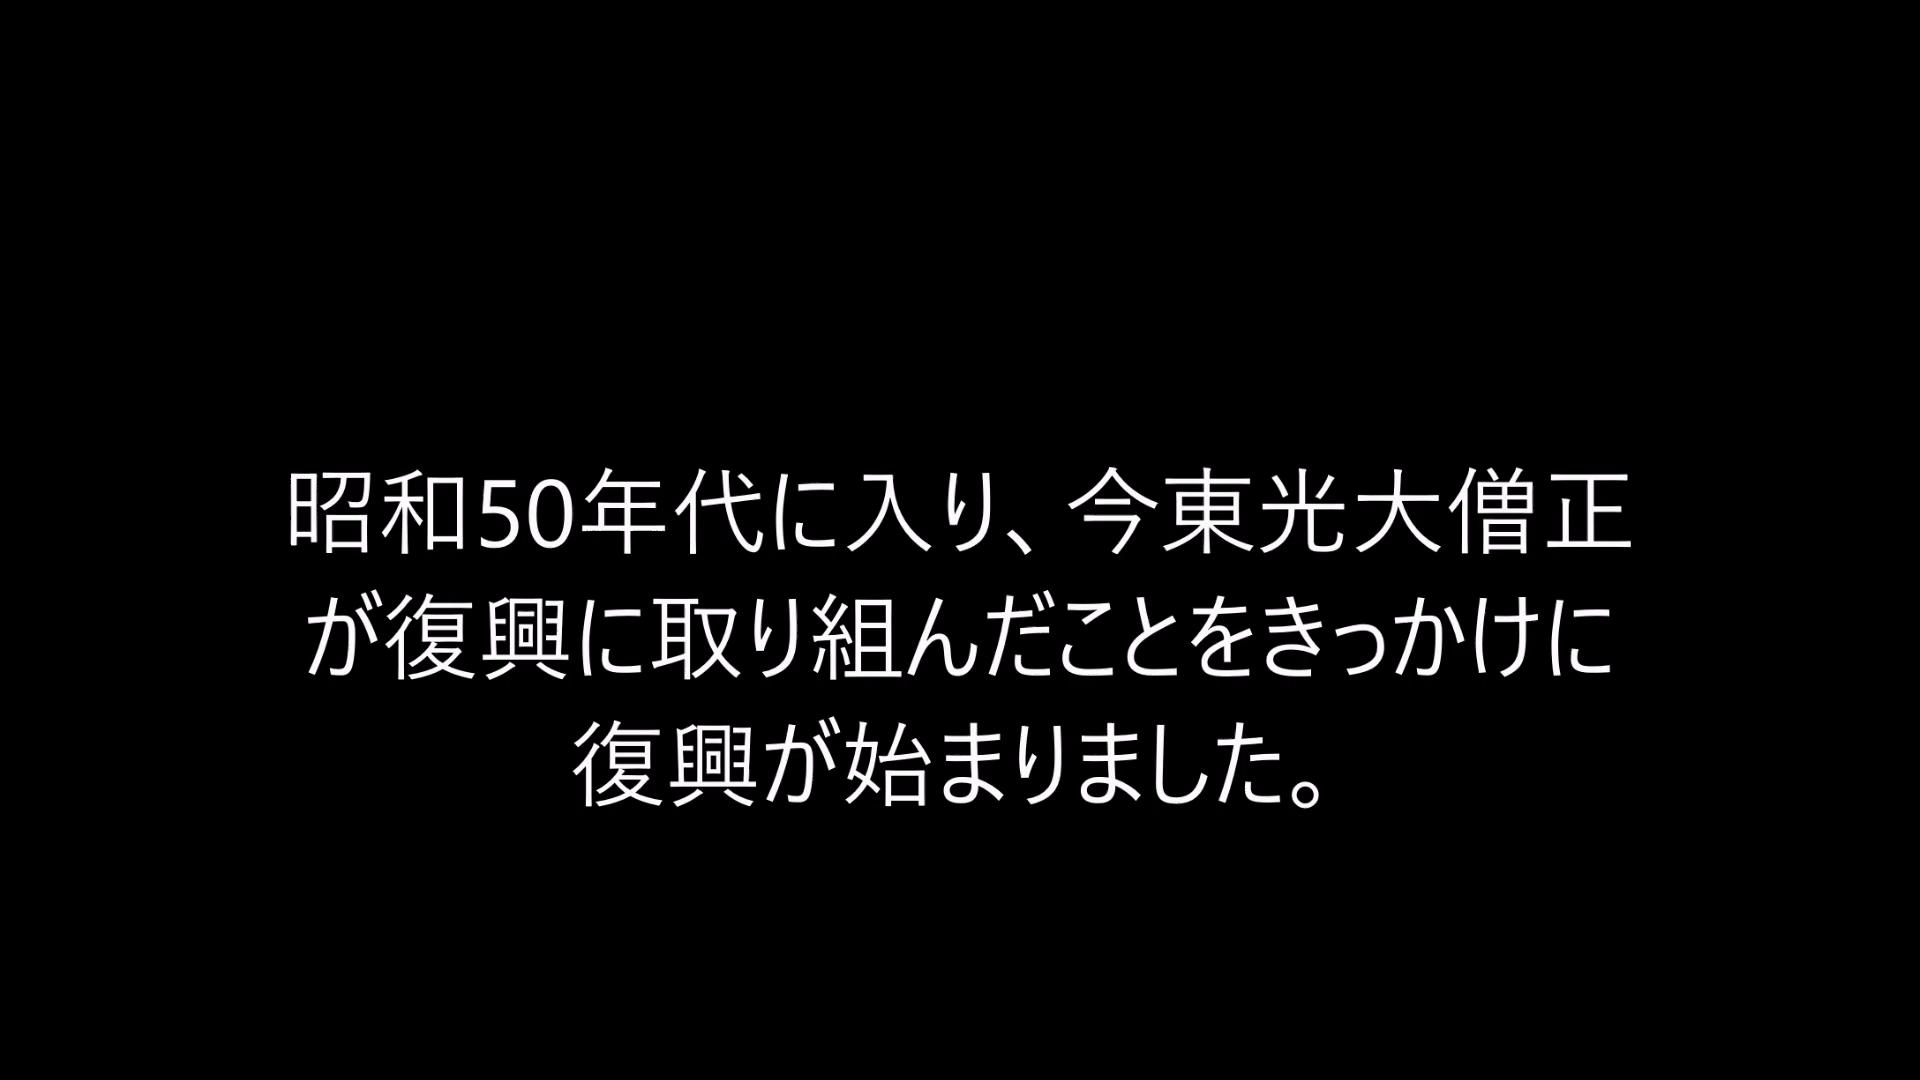 昭和50年代に入り、今東光大僧正
が復興に取り組んだことをきっかけに
復興が始まりました。